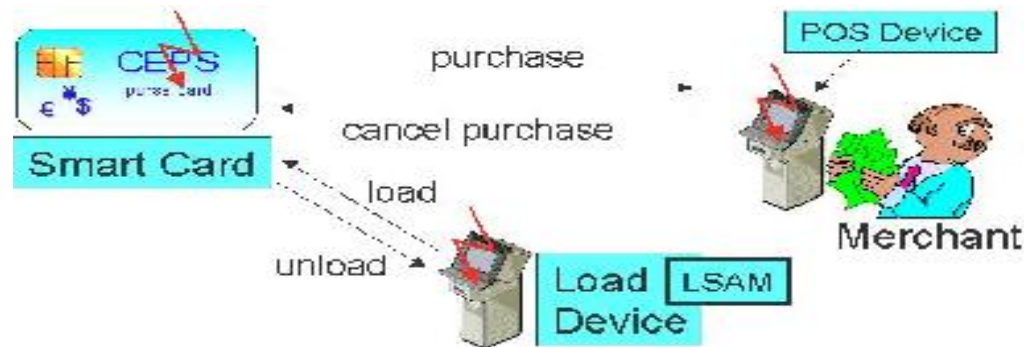 POS Device
CEPS
purse card
€ ¥ $
purchase
cancel purchase
Smart Card
load
unload
Merchant
Load Device
LSAM